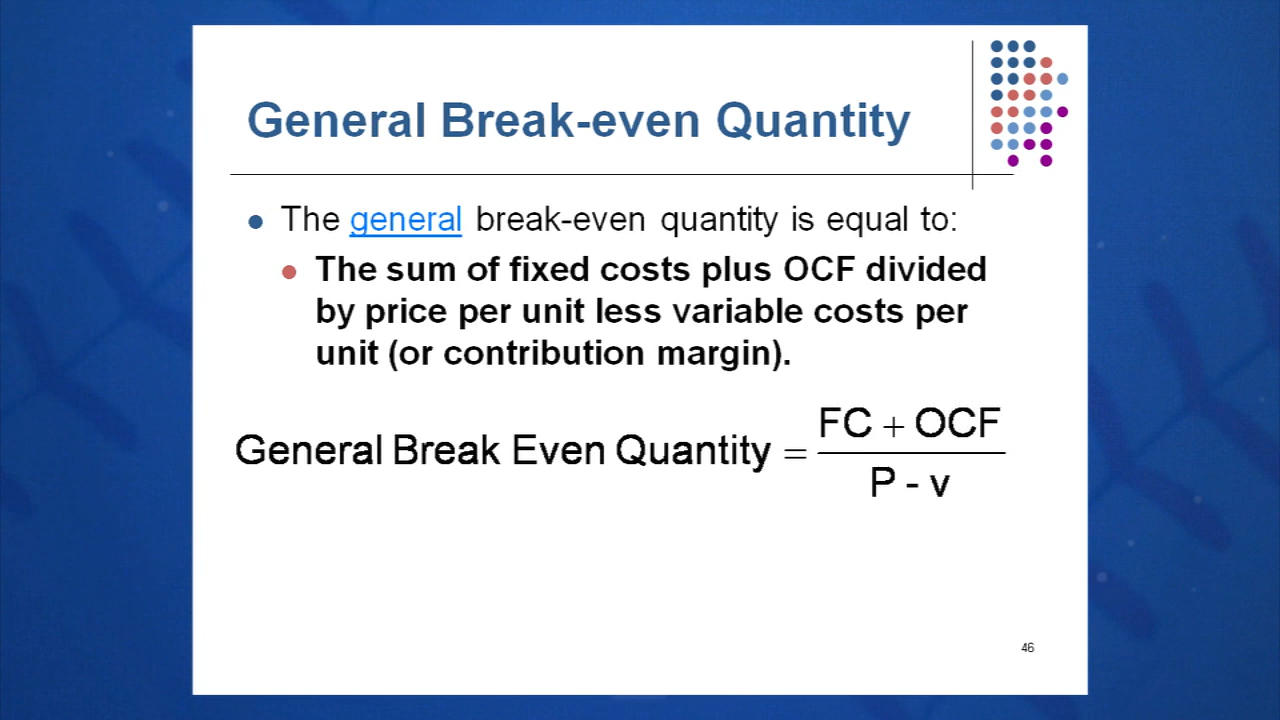 General Break-even Quantity
The general break-even quantity is equal to:
The sum of fixed costs plus OCF divided
by price per unit less variable costs per
unit (or contribution margin).
General Break Even Quantity = FC + OCF
P - v
46